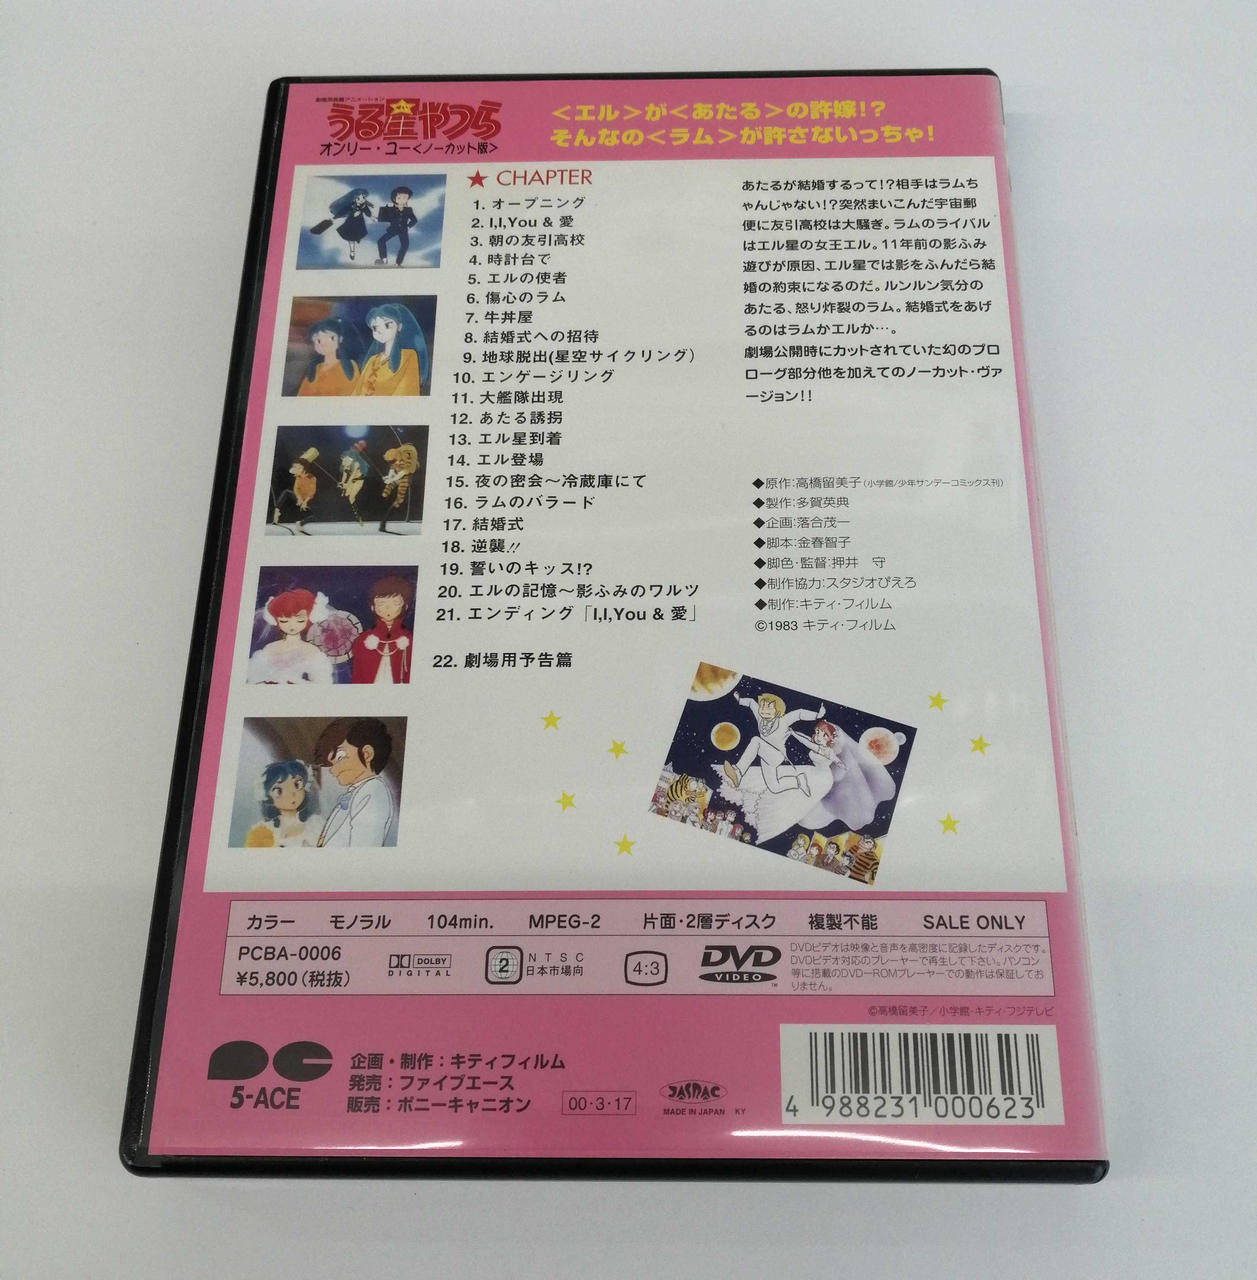 劇場用長篇アニメーション
うる星やつら
オンリー・ユー<ノーカット版>
<エル>が<あたる>の許嫁!?
そんなの<ラム>が許さないっちゃ!
★ CHAPTER
1. オープニング
2. I,I,You & 愛
3. 朝の友引高校
4. 時計台で
5. エルの使者
6. 傷心のラム
7. 牛丼屋
8. 結婚式への招待
9. 地球脱出(星空サイクリング)
10. エンゲージリング
11. 大艦隊出現
12. あたる誘拐
13. エル星到着
14. エル登場
15. 夜の密会〜冷蔵庫にて
16. ラムのバラード
17. 結婚式
18. 逆襲!!
19. 誓いのキッス!?
20. エルの記憶〜影ふみのワルツ
21. エンディング「I,I,You & 愛」
22. 劇場用予告篇
あたるが結婚するって!?相手はラムち
ゃんじゃない!?突然まいこんだ宇宙郵
便に友引高校は大騒ぎ。ラムのライバル
はエル星の女王エル。11年前の影ふみ
遊びが原因、エル星では影をふんだら結
婚の約束になるのだ。ルンルン気分の
あたる、怒り炸裂のラム。結婚式をあげ
るのはラムかエルか…。
劇場公開時にカットされていた幻のプロ
ローグ部分他を加えてのノーカット・ヴァ
ージョン!!
◆原作:高橋留美子(小学館/少年サンデーコミックス刊)
◆製作:多賀英典
◆企画:落合茂一
◆脚本:金春智子
◆脚色・監督:押井 守
◆制作協力:スタジオぴえろ
◆制作:キティ・フィルム
©1983 キティ・フィルム
カラー モノラル 104min. MPEG-2 片面・2層ディスク 複製不能 SALE ONLY
PCBA-0006
¥5,800(税抜)
DOLBY
DIGITAL
2
NTSC
日本市場向
4:3
DVD
VIDEO
™
DVDビデオは映像と音声を高密度に記録したディスクです。
DVDビデオ対応のプレーヤーで再生して下さい。パソコン
等に搭載のDVD-ROMプレーヤーでの動作は保証してお
りません。
©高橋留美子/小学館・キティ・フジテレビ
PC
5-ACE
企画・制作:キティフィルム
発売:ファイブエース
販売:ポニーキャニオン
00・3・17
JASRAC
MADE IN JAPAN KY
4 988231 000623